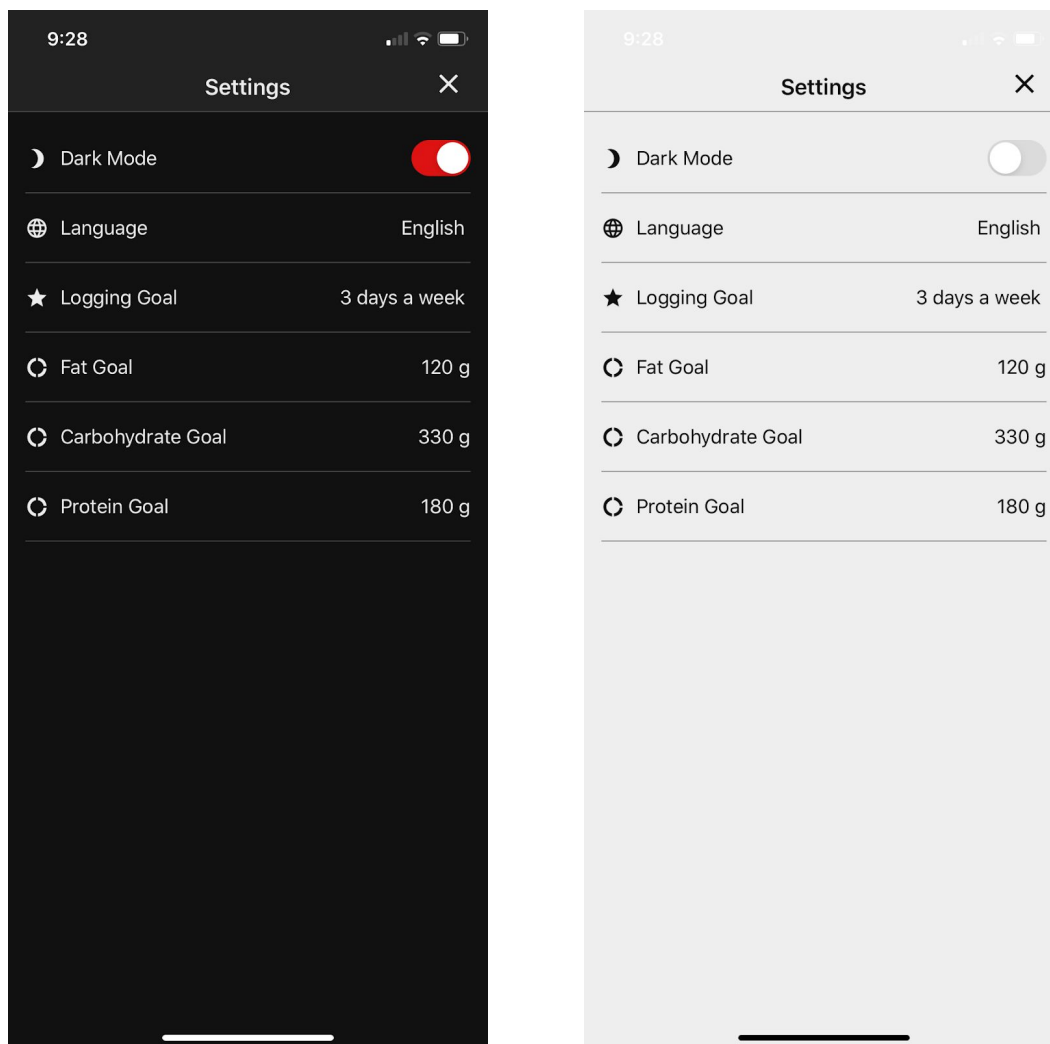 9:28
Settings
Dark Mode
Language English
Logging Goal 3 days a week
Fat Goal 120 g
Carbohydrate Goal 330 g
Protein Goal 180 g
9:28
Settings
Dark Mode
Language English
Logging Goal 3 days a week
Fat Goal 120 g
Carbohydrate Goal 330 g
Protein Goal 180 g